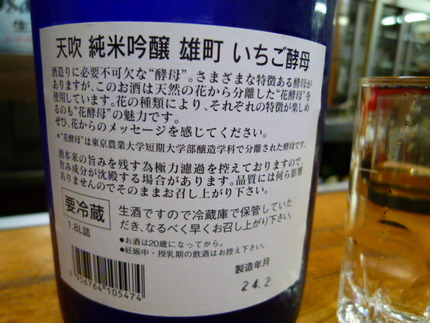 天吹 純米吟醸 雄町 いちご酵母
酒造りに必要不可欠な“酵母”。さまざまな特徴ある酵母が
ありますが、このお酒は天然の花から分離した“花酵母”を
使用しています。花の種類により、それぞれの特徴が楽しめ
るのも“花酵母”の魅力です。
ぜひ、花からのメッセージを感じてください。
*“花酵母”は東京農業大学短期大学部醸造学科で分離された酵母です。
酒本来の旨みを残す為極力濾過を控えておりますので、
旨み成分が沈殿する場合があります。品質には何ら影響
ありませんのでそのままお召し上がり下さい。
要冷蔵
生酒ですので冷蔵庫で保管していた
だき、なるべく早くお召し上がり下さい。
1.8L詰
●お酒は20歳になってから。
●妊娠中・授乳期の飲酒はお控え下さい。
4956764105474
製造年月
24.2